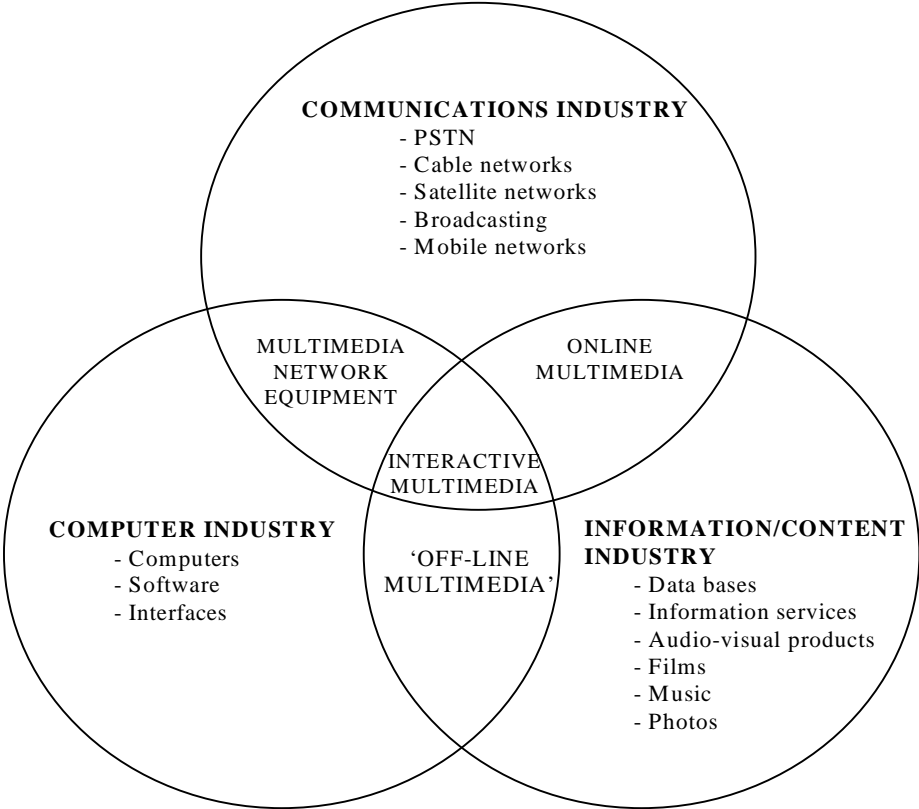 COMMUNICATIONS INDUSTRY
- PSTN
- Cable networks
- Satellite networks
- Broadcasting
- Mobile networks
MULTIMEDIA
NETWORK
EQUIPMENT
ONLINE
MULTIMEDIA
INTERACTIVE
MULTIMEDIA
COMPUTER INDUSTRY
- Computers
- Software
- Interfaces
‘OFF-LINE
MULTIMEDIA’
INFORMATION/CONTENT
INDUSTRY
- Data bases
- Information services
- Audio-visual products
- Films
- Music
- Photos